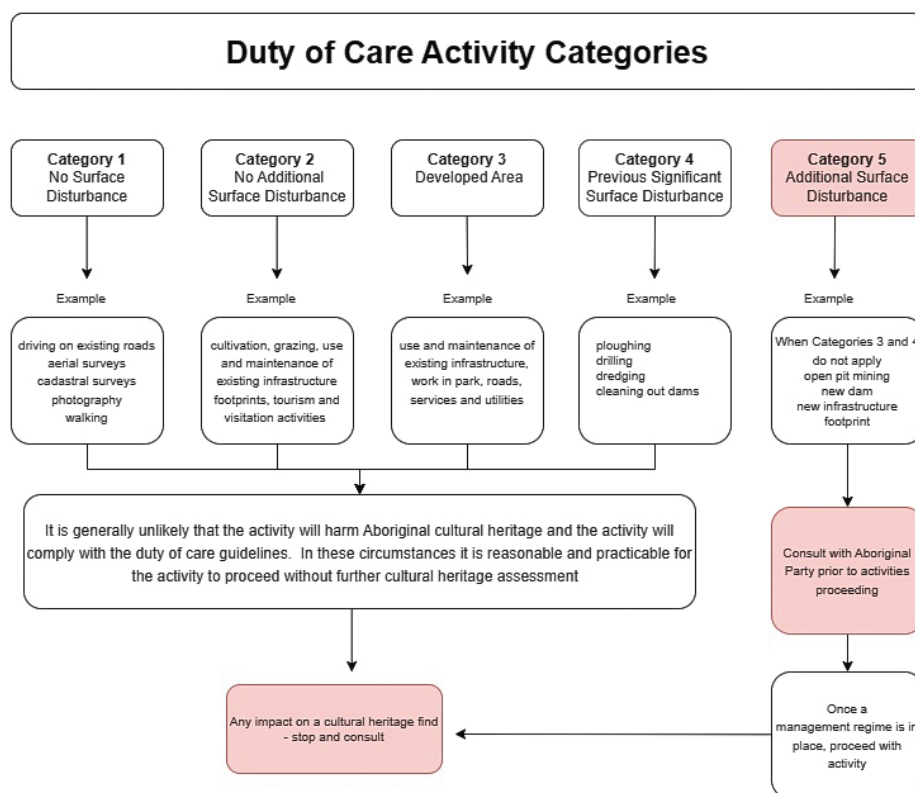 Duty of Care Activity Categories
Category 1
No Surface
Disturbance
Category 2
No Additional
Surface Disturbance
Category 3
Developed Area
Category 4
Previous Significant
Surface Disturbance
Category 5
Additional Surface
Disturbance
Example
Example
Example
Example
Example
driving on existing roads
aerial surveys
cadastral surveys
photography
walking
cultivation, grazing, use
and maintenance of
existing infrastructure
footprints, tourism and
visitation activities
use and maintenance of
existing infrastructure,
work in park, roads,
services and utilities
ploughing
drilling
dredging
cleaning out dams
When Categories 3 and 4
do not apply
open pit mining
new dam
new infrastructure
footprint
It is generally unlikely that the activity will harm Aboriginal cultural heritage and the activity will
comply with the duty of care guidelines. In these circumstances it is reasonable and practicable for
the activity to proceed without further cultural heritage assessment
Consult with Aboriginal
Party prior to activities
proceeding
Any impact on a cultural heritage find
- stop and consult
Once a
management regime is in
place, proceed with
activity